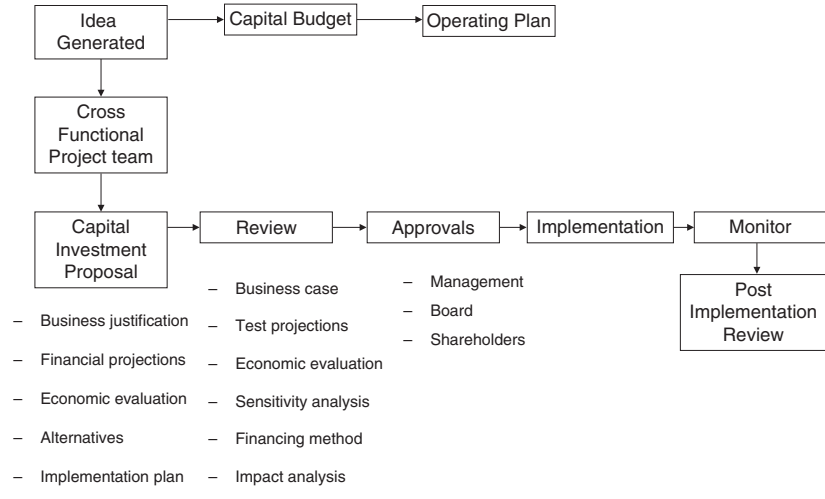 Idea
Generated
Capital Budget
Operating Plan
Cross
Functional
Project team
Capital
Investment
Proposal
Review
Approvals
Implementation
Monitor
Post
Implementation
Review
– Business justification
– Financial projections
– Economic evaluation
– Alternatives
– Implementation plan
– Business case
– Test projections
– Economic evaluation
– Sensitivity analysis
– Financing method
– Impact analysis
– Management
– Board
– Shareholders